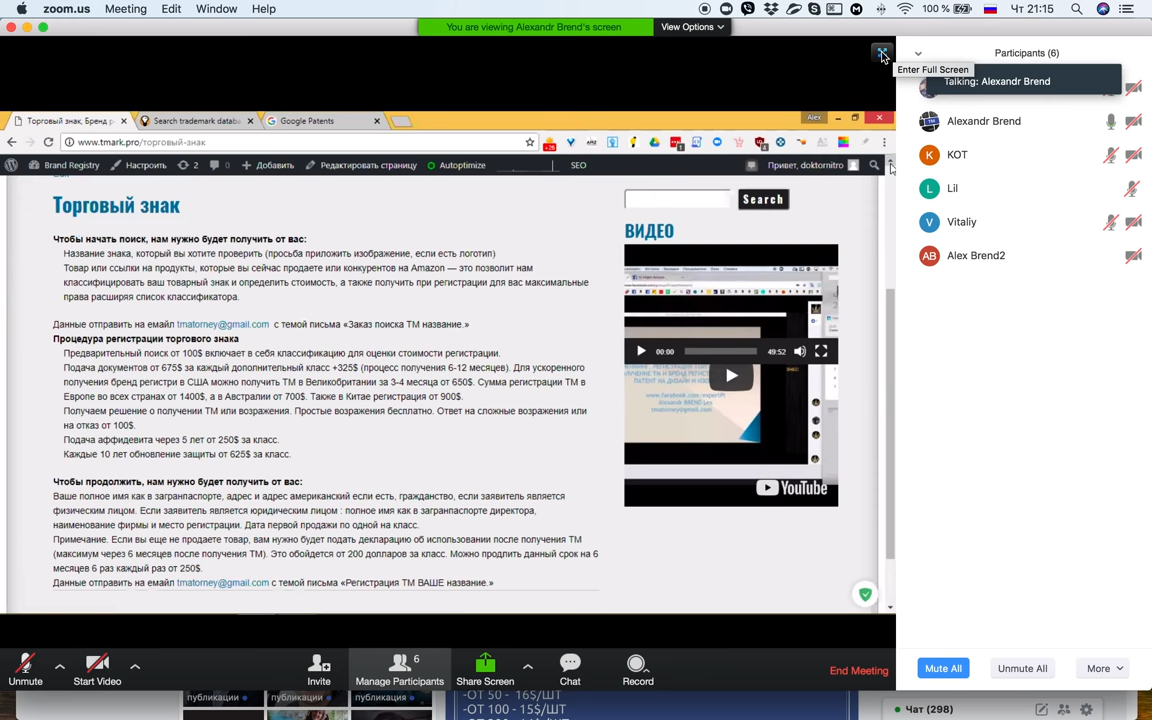 zoom.us Meeting Edit Window Help 100 % Чт 21:15
You are viewing Alexandr Brend's screen View Options
Participants (6)
Enter Full Screen
Talking: Alexandr Brend
Alexandr Brend
K KOT
L Lil
V Vitaliy
AB Alex Brend2
Торговый знак, Бренд р Search trademark databa Google Patents Alex
www.tmark.pro/торговый-знак
Brand Registry Настроить 2 0 Добавить Редактировать страницу Autoptimize SEO Привет, doktornitro
Торговый знак
Search
Чтобы начать поиск, нам нужно будет получить от вас:
Название знака, который вы хотите проверить (просьба приложить изображение, если есть логотип)
Товар или ссылки на продукты, которые вы сейчас продаете или конкурентов на Amazon — это позволит нам
классифицировать ваш товарный знак и определить стоимость, а также получить при регистрации для вас максимальные
права расширяя список классификатора.
Данные отправить на емайл tmatorney@gmail.com с темой письма «Заказ поиска ТМ название.»
Процедура регистрации торгового знака
Предварительный поиск от 100$ включает в себя классификацию для оценки стоимости регистрации.
Подача документов от 675$ за каждый дополнительный класс +325$ (процесс получения 6-12 месяцев). Для ускоренного
получения бренд регистри в США можно получить ТМ в Великобритании за 3-4 месяца от 650$. Сумма регистрации ТМ в
Европе во всех странах от 1400$, а в Австралии от 700$. Также в Китае регистрация от 900$.
Получаем решение о получении ТМ или возражения. Простые возражения бесплатно. Ответ на сложные возражения или
на отказ от 100$.
Подача аффидевита через 5 лет от 250$ за класс.
Каждые 10 лет обновление защиты от 625$ за класс.
Чтобы продолжить, нам нужно будет получить от вас:
Ваше полное имя как в загранпаспорте, адрес и адрес американский если есть, гражданство, если заявитель является
физическим лицом. Если заявитель является юридическим лицом : полное имя как в загранпаспорте директора,
наименование фирмы и место регистрации. Дата первой продажи по одной на класс.
Примечание. Если вы еще не продаете товар, вам нужно будет подать декларацию об использовании после получения ТМ
(максимум через 6 месяцев после получения ТМ). Это обойдется от 200 долларов за класс. Можно продлить данный срок на 6
месяцев 6 раз каждый раз от 250$.
Данные отправить на емайл tmatorney@gmail.com с темой письма «Регистрация ТМ ВАШЕ название.»
ВИДЕО
00:00 49:52
ПАТЕНТ НА ДИЗАЙН И ИЗОБ
Alexandr BREND Lex
tmatorney@gmail.com
YouTube
Unmute Start Video Invite 6 Manage Participants Share Screen Chat Record End Meeting
Mute All Unmute All More
публикации публикации публикации
-ОТ 50 - 16$/ШТ
-ОТ 100 - 15$/ШТ
Чат (298)